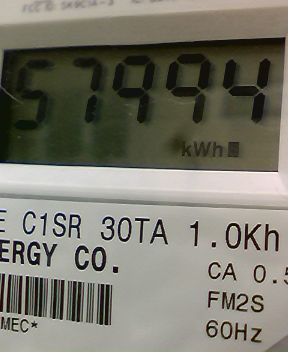 57994
kWh
E C1SR 30TA 1.0Kh
ERGY CO.
CA 0.5
FM2S
MEC*
60Hz